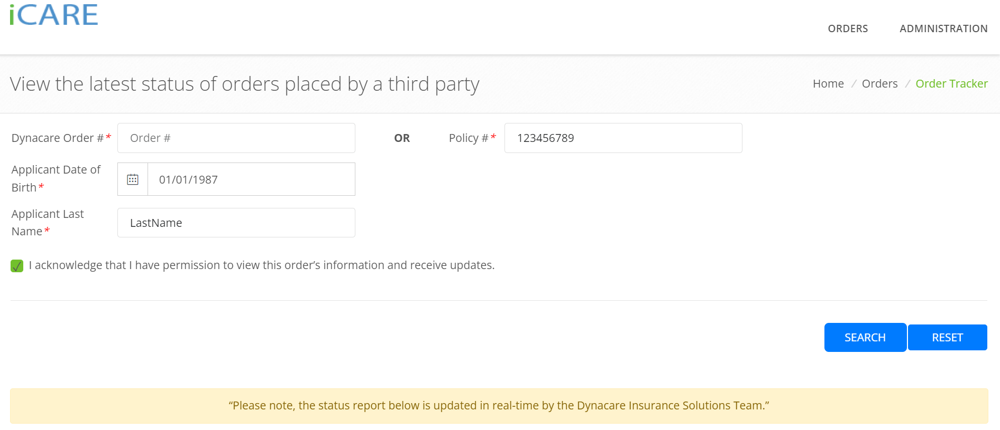 iCARE
ORDERS ADMINISTRATION
View the latest status of orders placed by a third party
Home / Orders / Order Tracker
Dynacare Order #* Order # OR Policy #* 123456789
Applicant Date of
Birth* 01/01/1987
Applicant Last
Name* LastName
I acknowledge that I have permission to view this order’s information and receive updates.
SEARCH RESET
“Please note, the status report below is updated in real-time by the Dynacare Insurance Solutions Team.”